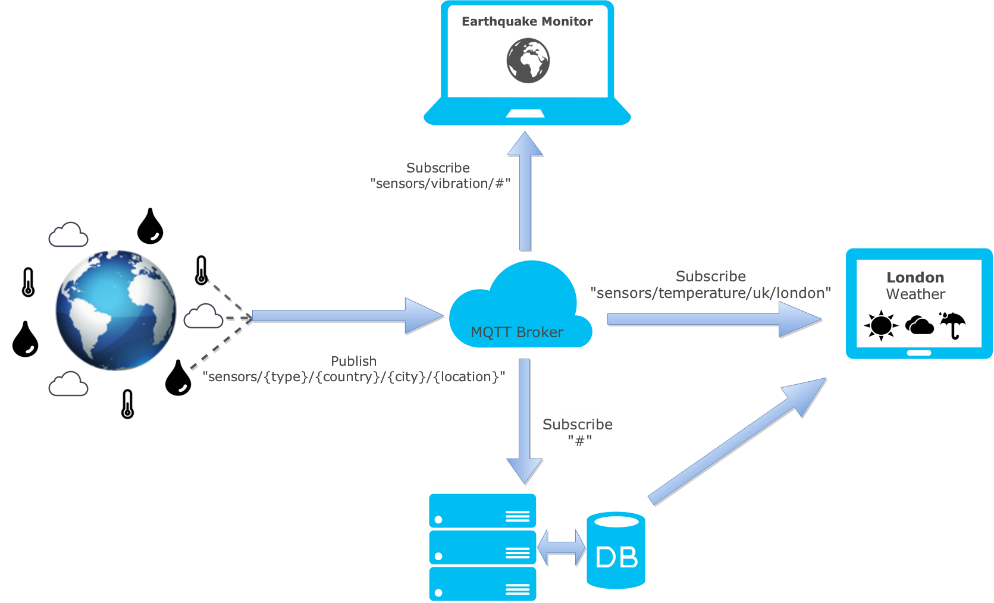 Earthquake Monitor
Subscribe
"sensors/vibration/#"
Subscribe
"sensors/temperature/uk/london"
London
Weather
MQTT Broker
Publish
"sensors/{type}/{country}/{city}/{location}"
Subscribe
"#"
DB